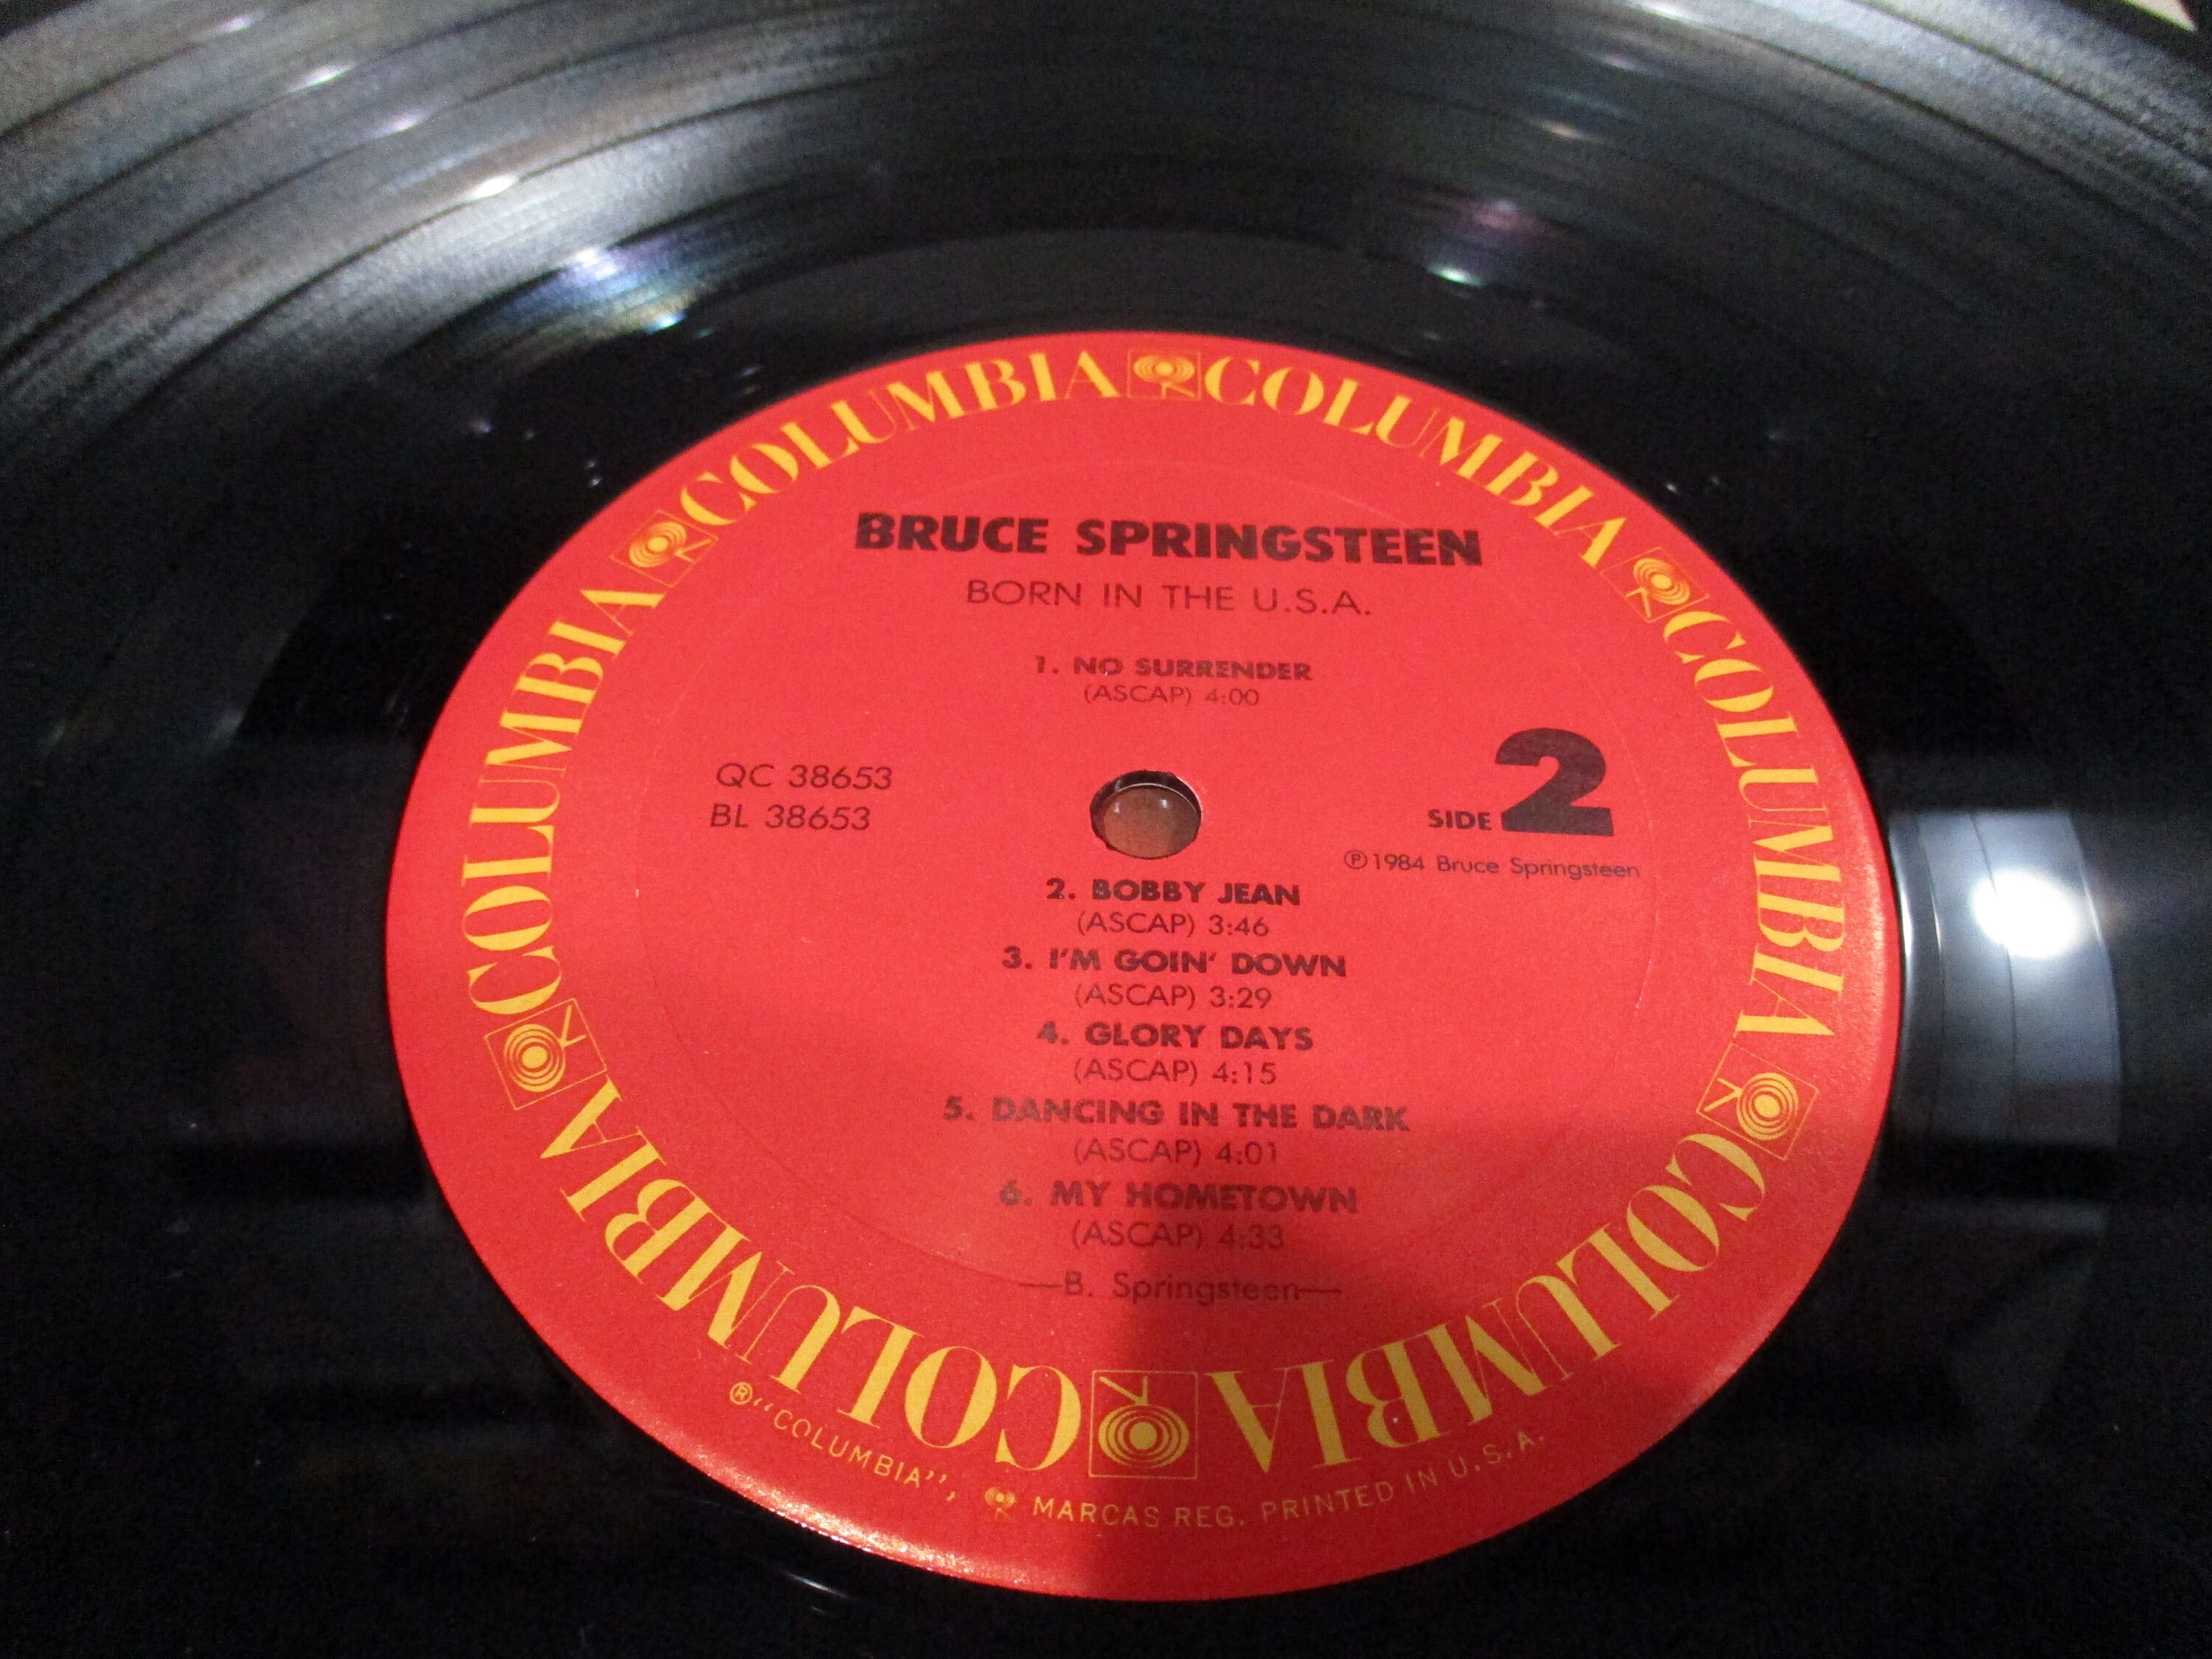 COLUMBIA COLUMBIA COLUMBIA COLUMBIA COLUMBIA COLUMBIA
BRUCE SPRINGSTEEN
BORN IN THE U.S.A.
1. NO SURRENDER
(ASCAP) 4:00
QC 38653
BL 38653
SIDE 2
Ⓟ1984 Bruce Springsteen
2. BOBBY JEAN
(ASCAP) 3:46
3. I'M GOIN' DOWN
(ASCAP) 3:29
4. GLORY DAYS
(ASCAP) 4:15
5. DANCING IN THE DARK
(ASCAP) 4:01
6. MY HOMETOWN
(ASCAP) 4:33
—B. Springsteen—
®"COLUMBIA", MARCAS REG. PRINTED IN U.S.A.